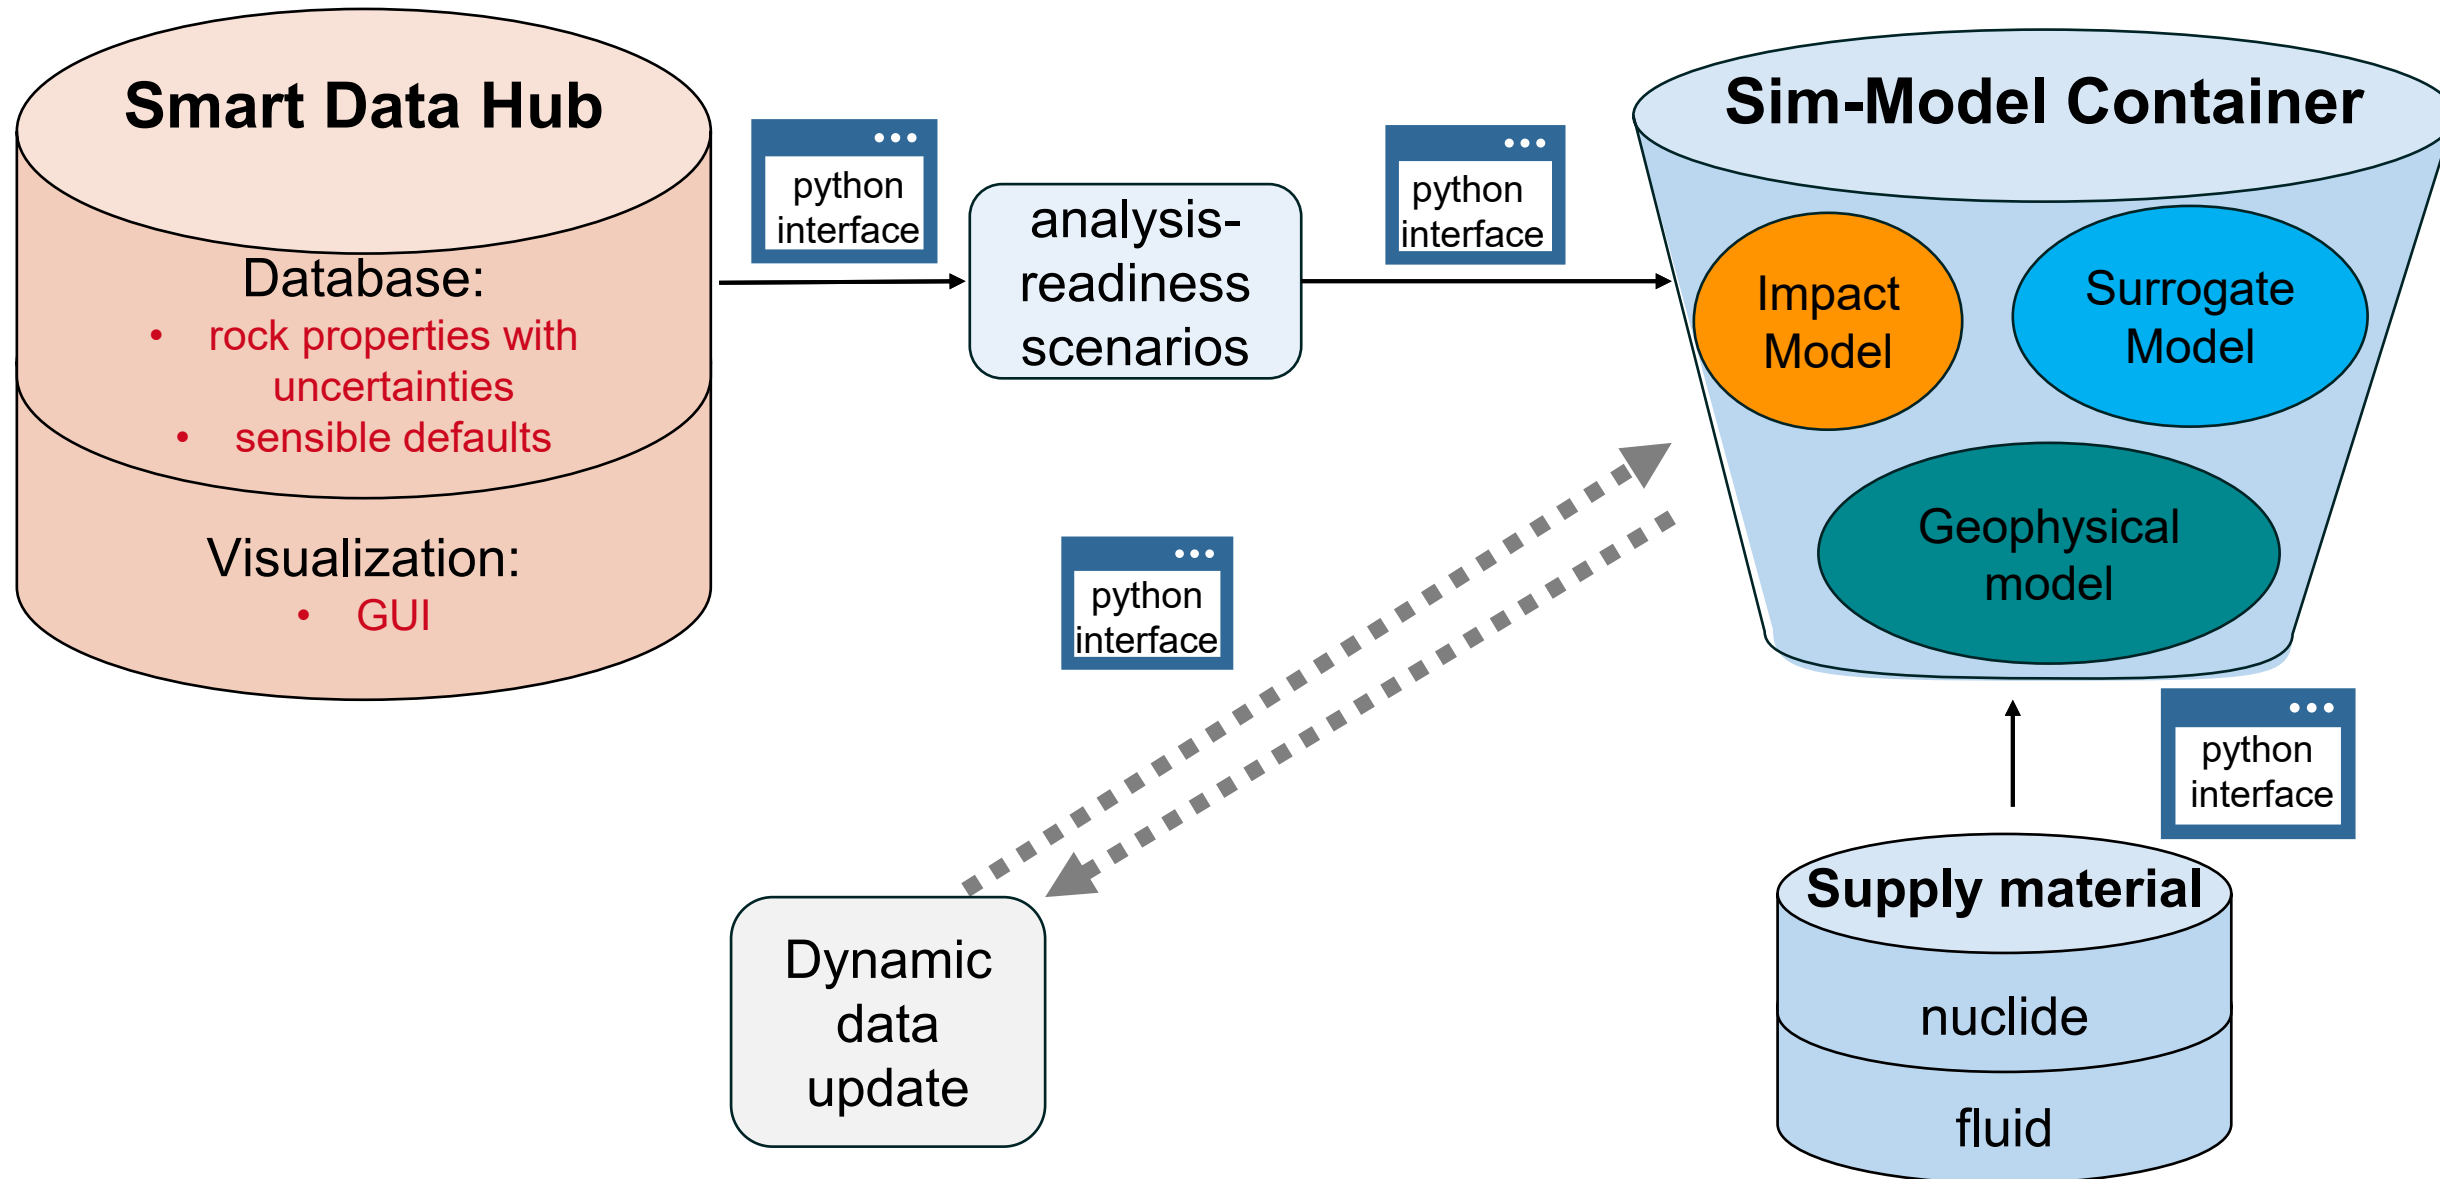 Smart Data Hub
Database:
• rock properties with
uncertainties
• sensible defaults
Visualization:
• GUI
python
interface
analysis-
readiness
scenarios
python
interface
Sim-Model Container
Impact
Model
Surrogate
Model
Geophysical
model
python
interface
Dynamic
data
update
python
interface
Supply material
nuclide
fluid